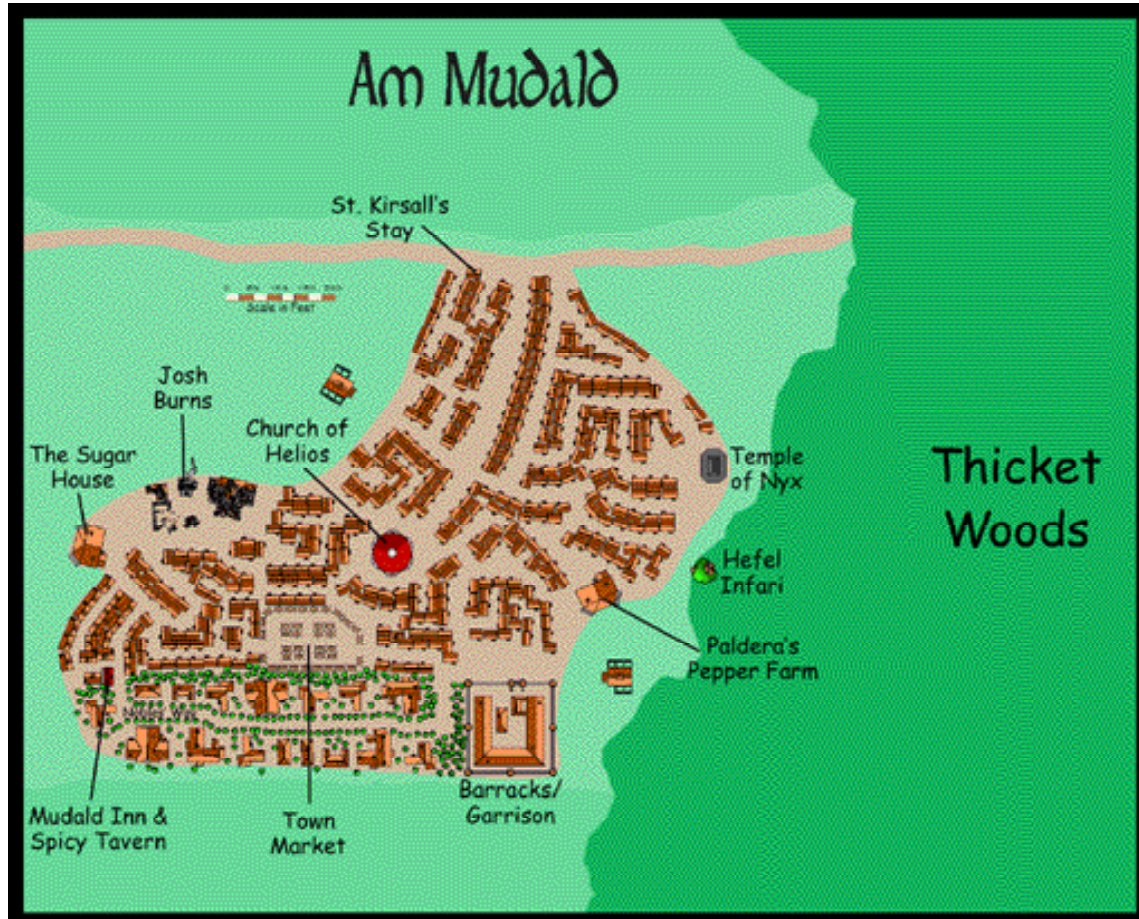 Am Mudald
St. Kirsall's
Stay
Scale in Feet
Josh
Burns
Church of
Helios
The Sugar
House
Temple
of Nyx
Thicket
Woods
Hefel
Infari
Paldera's
Pepper Farm
Barracks/
Garrison
Mudald Inn &
Spicy Tavern
Town
Market